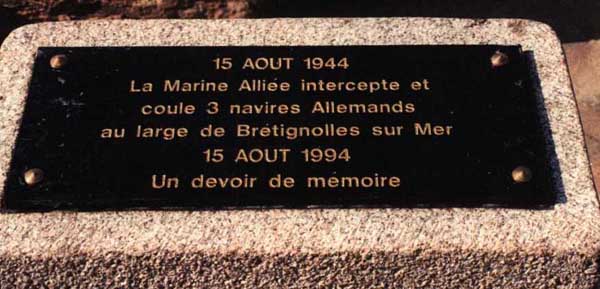 15 AOUT 1944
La Marine Alliée intercepte et
coule 3 navires Allemands
au large de Brétignolles sur Mer
15 AOUT 1994
Un devoir de mémoire